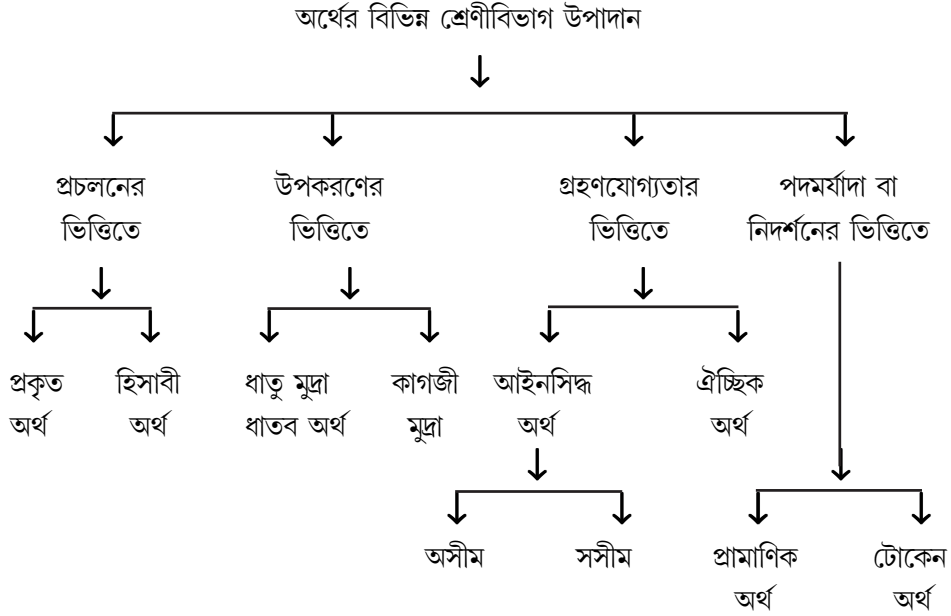 অর্থের বিভিন্ন শ্রেণীবিভাগ উপাদান
প্রচলনের
ভিত্তিতে
উপকরণের
ভিত্তিতে
গ্রহণযোগ্যতার
ভিত্তিতে
পদমর্যাদা বা
নিদর্শনের ভিত্তিতে
প্রকৃত
অর্থ
হিসাবী
অর্থ
ধাতু মুদ্রা
ধাতব অর্থ
কাগজী
মুদ্রা
আইনসিদ্ধ
অর্থ
ঐচ্ছিক
অর্থ
অসীম
সসীম
প্রামাণিক
অর্থ
টোকেন
অর্থ